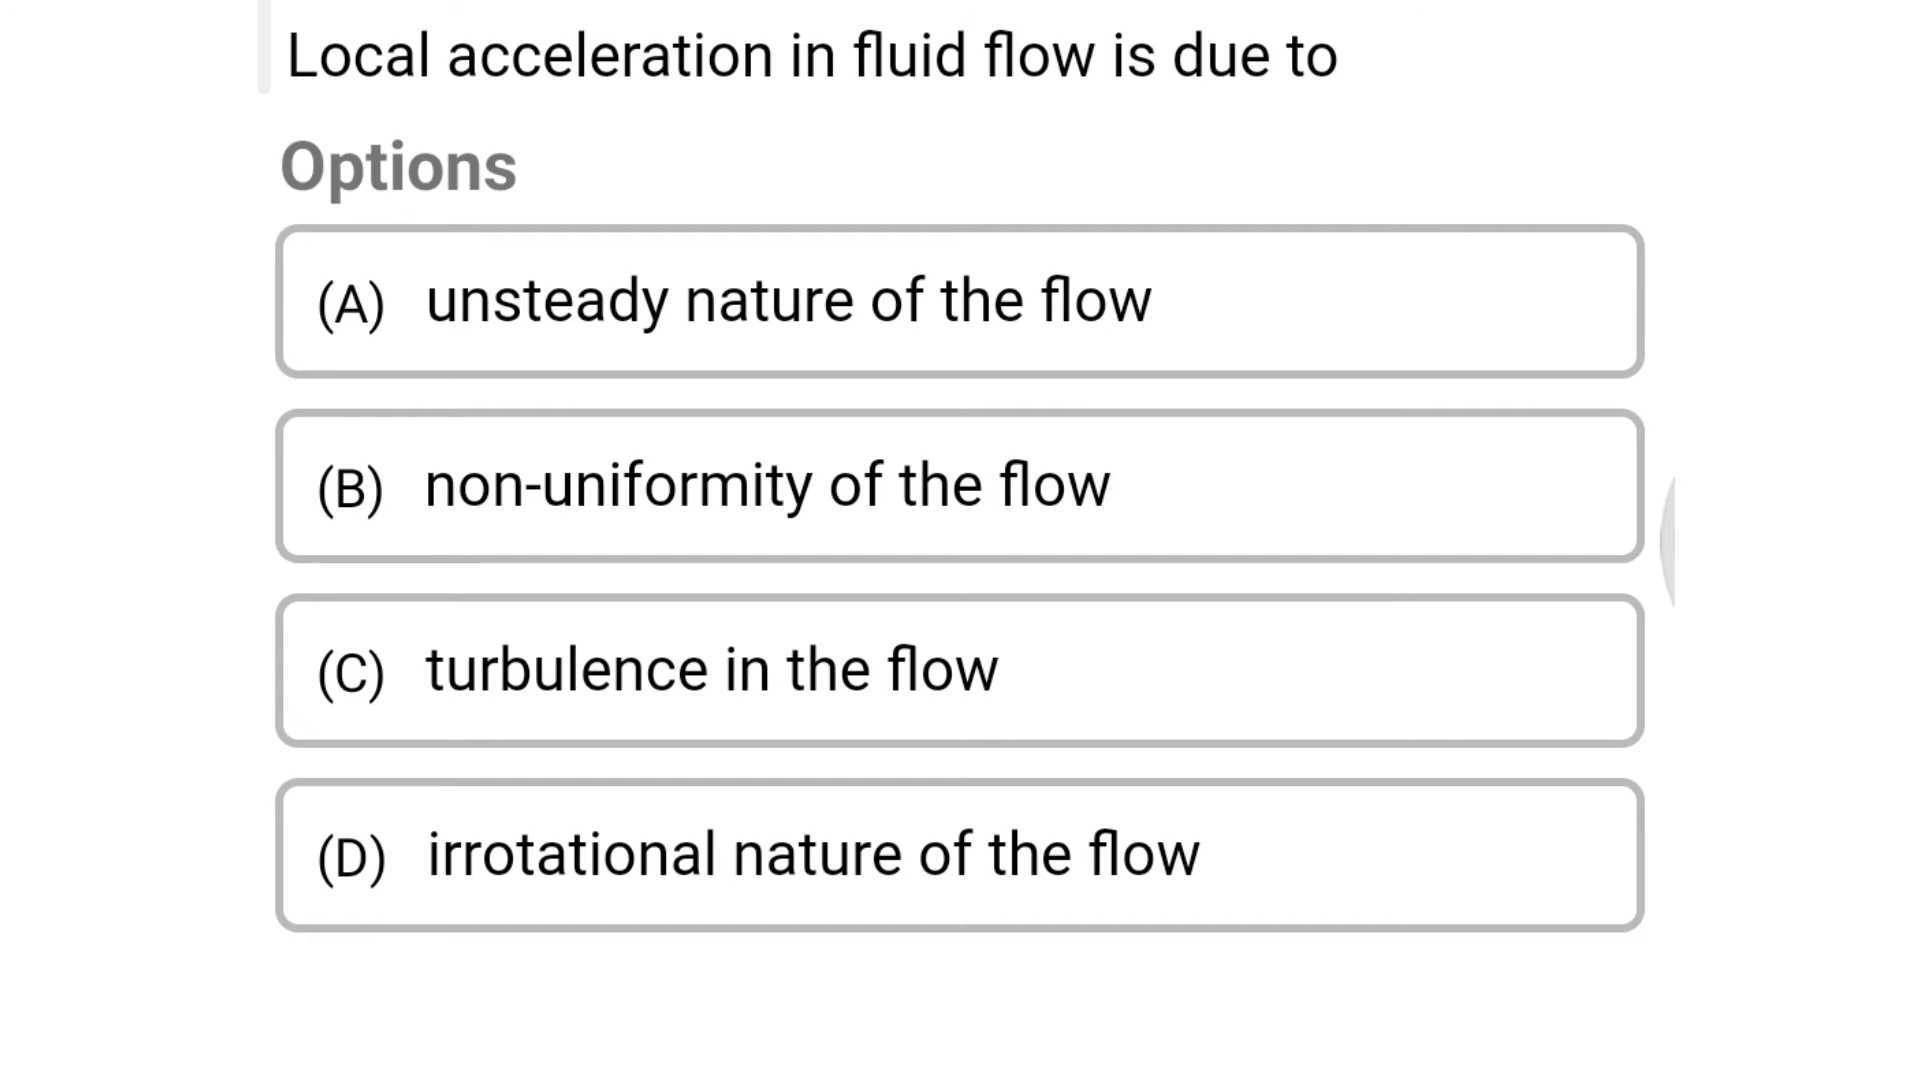 Local acceleration in fluid flow is due to
Options
(A) unsteady nature of the flow
(B) non-uniformity of the flow
(C) turbulence in the flow
(D) irrotational nature of the flow